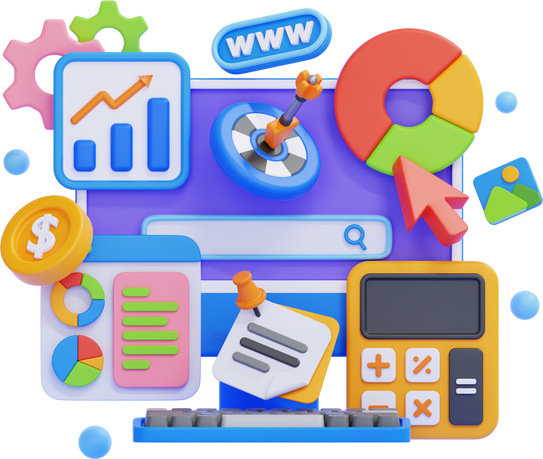 WWW
$
+ %
- ×
=